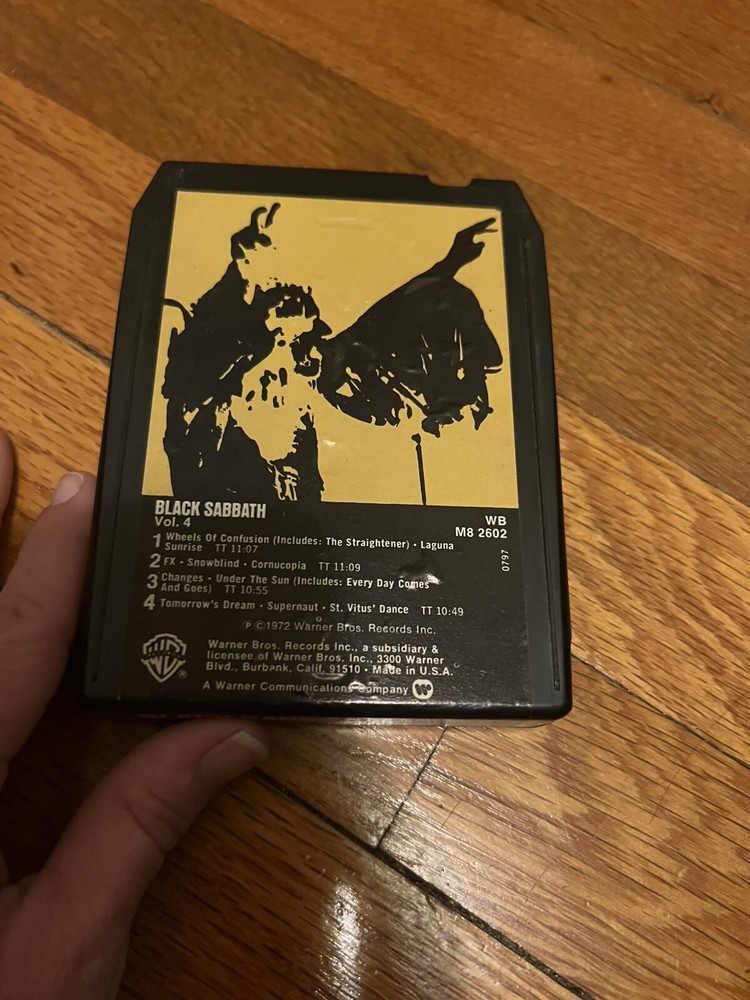 BLACK SABBATH
Vol. 4
WB
M8 2602
0797
1 Wheels Of Confusion (Includes: The Straightener) • Laguna
Sunrise TT 11:07
2 FX • Snowblind • Cornucopia TT 11:09
3 Changes • Under The Sun (Includes: Every Day Comes
And Goes) TT 10:55
4 Tomorrow's Dream • Supernaut • St. Vitus' Dance TT 10:49
℗ © 1972 Warner Bros. Records Inc.
Warner Bros. Records Inc., a subsidiary &
licensee of Warner Bros. Inc., 3300 Warner
Blvd., Burbank, Calif. 91510 • Made in U.S.A.
A Warner Communications Company
WB ®